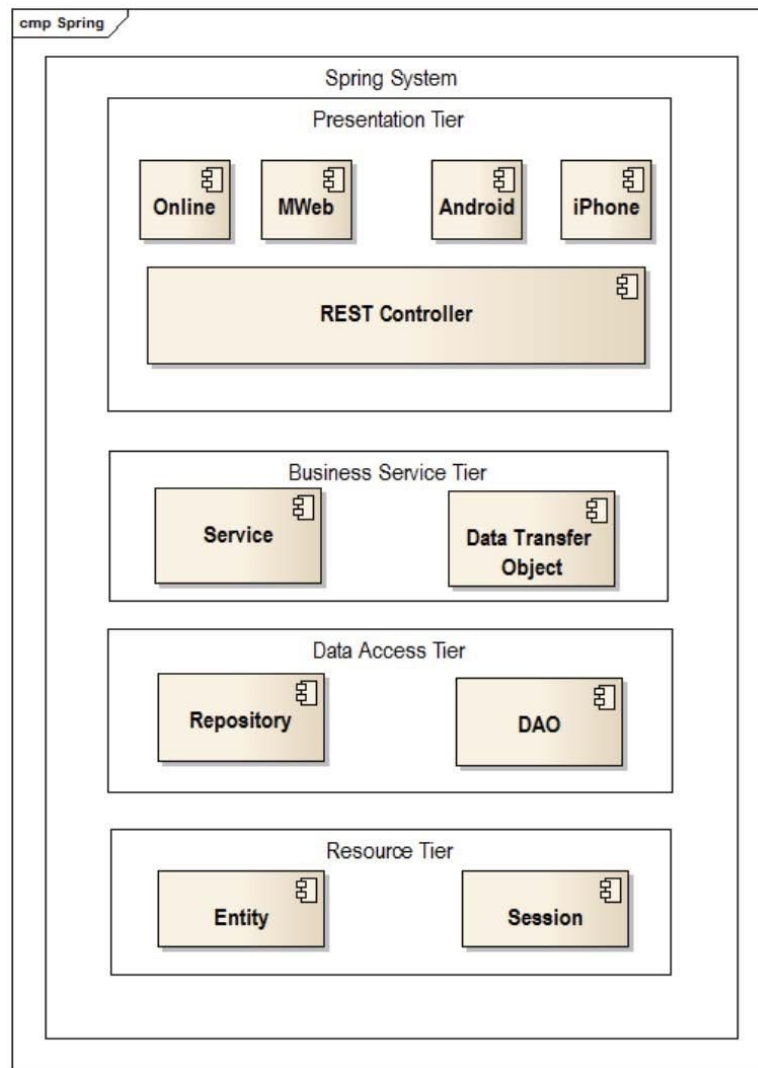 cmp Spring
Spring System
Presentation Tier
Online
MWeb
Android
iPhone
REST Controller
Business Service Tier
Service
Data Transfer
Object
Data Access Tier
Repository
DAO
Resource Tier
Entity
Session